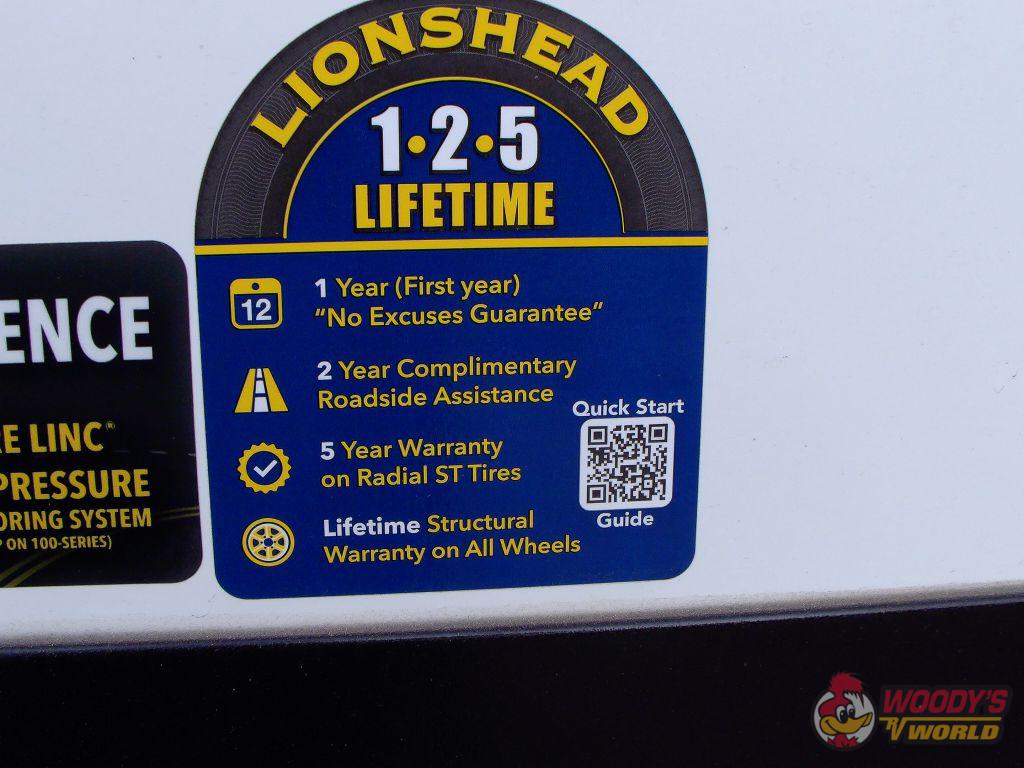 LIONSHEAD
1·2·5
LIFETIME
12
1 Year (First year)
"No Excuses Guarantee"
2 Year Complimentary
Roadside Assistance
5 Year Warranty
on Radial ST Tires
Lifetime Structural
Warranty on All Wheels
Quick Start
Guide
ENCE
E LINC®
PRESSURE
ORING SYSTEM
ON 100-SERIES)
WOODY'S
RV WORLD